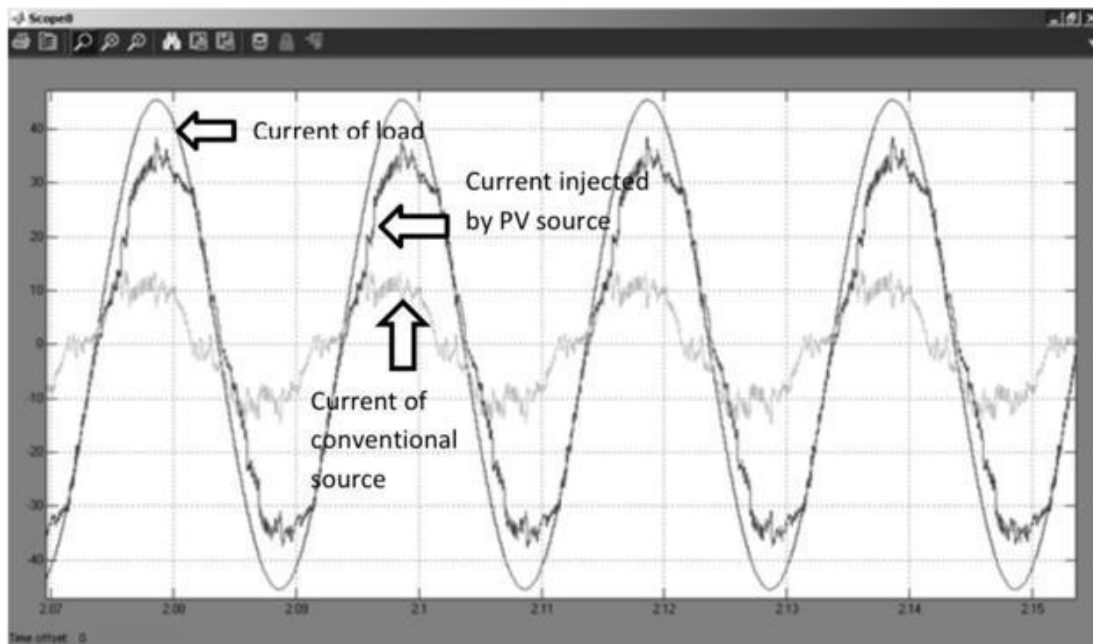 Scope8
40
30
20
10
0
-10
-20
-30
-40
Current of load
Current injected
by PV source
Current of
conventional
source
2.07
2.08
2.09
2.1
2.11
2.12
2.13
2.14
2.15
Time offset: 0